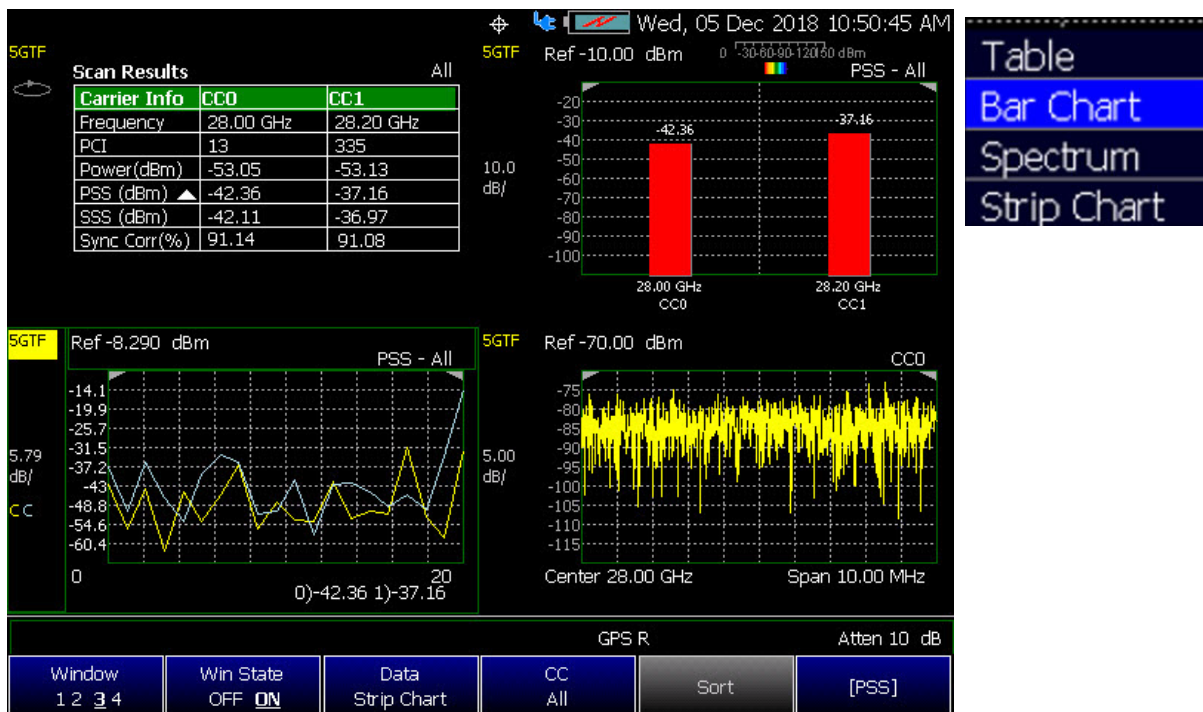 Wed, 05 Dec 2018 10:50:45 AM
5GTF
Scan Results All
Carrier Info CC0 CC1
Frequency 28.00 GHz 28.20 GHz
PCI 13 335
Power(dBm) -53.05 -53.13
PSS (dBm) -42.36 -37.16
SSS (dBm) -42.11 -36.97
Sync Corr(%) 91.14 91.08
5GTF Ref -10.00 dBm 0 -30-60-90-120-150 dBm
PSS - All
10.0
dB/
-20
-30
-40
-50
-60
-70
-80
-90
-100
-42.36
-37.16
28.00 GHz 28.20 GHz
CC0 CC1
Table
Bar Chart
Spectrum
Strip Chart
5GTF Ref -8.290 dBm
PSS - All
5.79
dB/
CC
-14.1
-19.9
-25.7
-31.5
-37.2
-43
-48.8
-54.6
-60.4
0 20
0)-42.36 1)-37.16
5GTF Ref -70.00 dBm
CC0
5.00
dB/
-75
-80
-85
-90
-95
-100
-105
-110
-115
Center 28.00 GHz Span 10.00 MHz
GPS R Atten 10 dB
Window Win State Data CC Sort [PSS]
1 2 3 4 OFF ON Strip Chart All